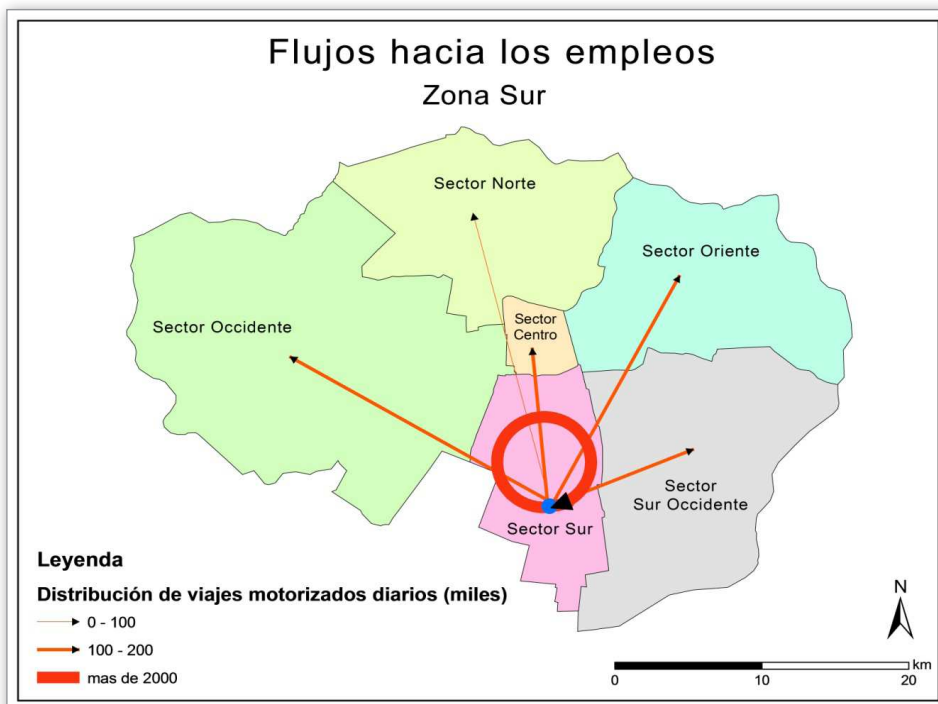 Flujos hacia los empleos
Zona Sur
Sector Norte
Sector Oriente
Sector
Centro
Sector Occidente
Sector
Sur Occidente
Sector Sur
Leyenda
Distribución de viajes motorizados diarios (miles)
0 - 100
100 - 200
mas de 2000
N
km
0 10 20